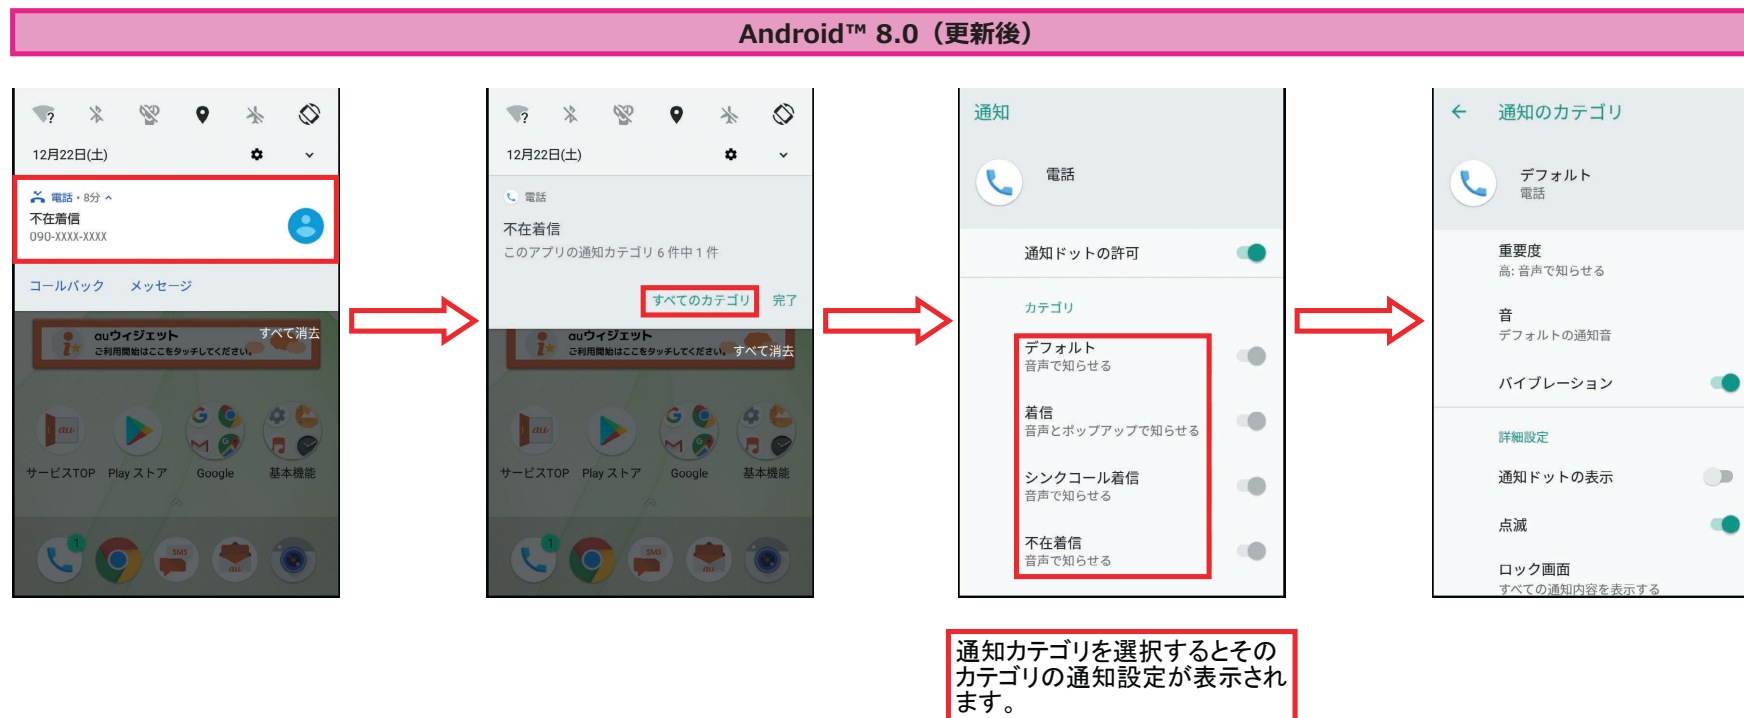 Android™ 8.0（更新後）
12月22日(土)
電話・8分
不在着信
090-XXXX-XXXX
コールバック メッセージ
auウィジェット
ご利用開始はここをタッチしてください。
すべて消去
au
サービスTOP Play ストア Google 基本機能
1
SMS
au
12月22日(土)
電話
不在着信
このアプリの通知カテゴリ 6 件中 1 件
すべてのカテゴリ 完了
auウィジェット
ご利用開始はここをタッチしてください。
すべて消去
au
サービスTOP Play ストア Google 基本機能
1
SMS
au
通知
電話
通知ドットの許可
カテゴリ
デフォルト
音声で知らせる
着信
音声とポップアップで知らせる
シンクコール着信
音声で知らせる
不在着信
音声で知らせる
通知のカテゴリ
デフォルト
電話
重要度
高: 音声で知らせる
音
デフォルトの通知音
バイブレーション
詳細設定
通知ドットの表示
点滅
ロック画面
すべての通知内容を表示する
通知カテゴリを選択するとその
カテゴリの通知設定が表示され
ます。